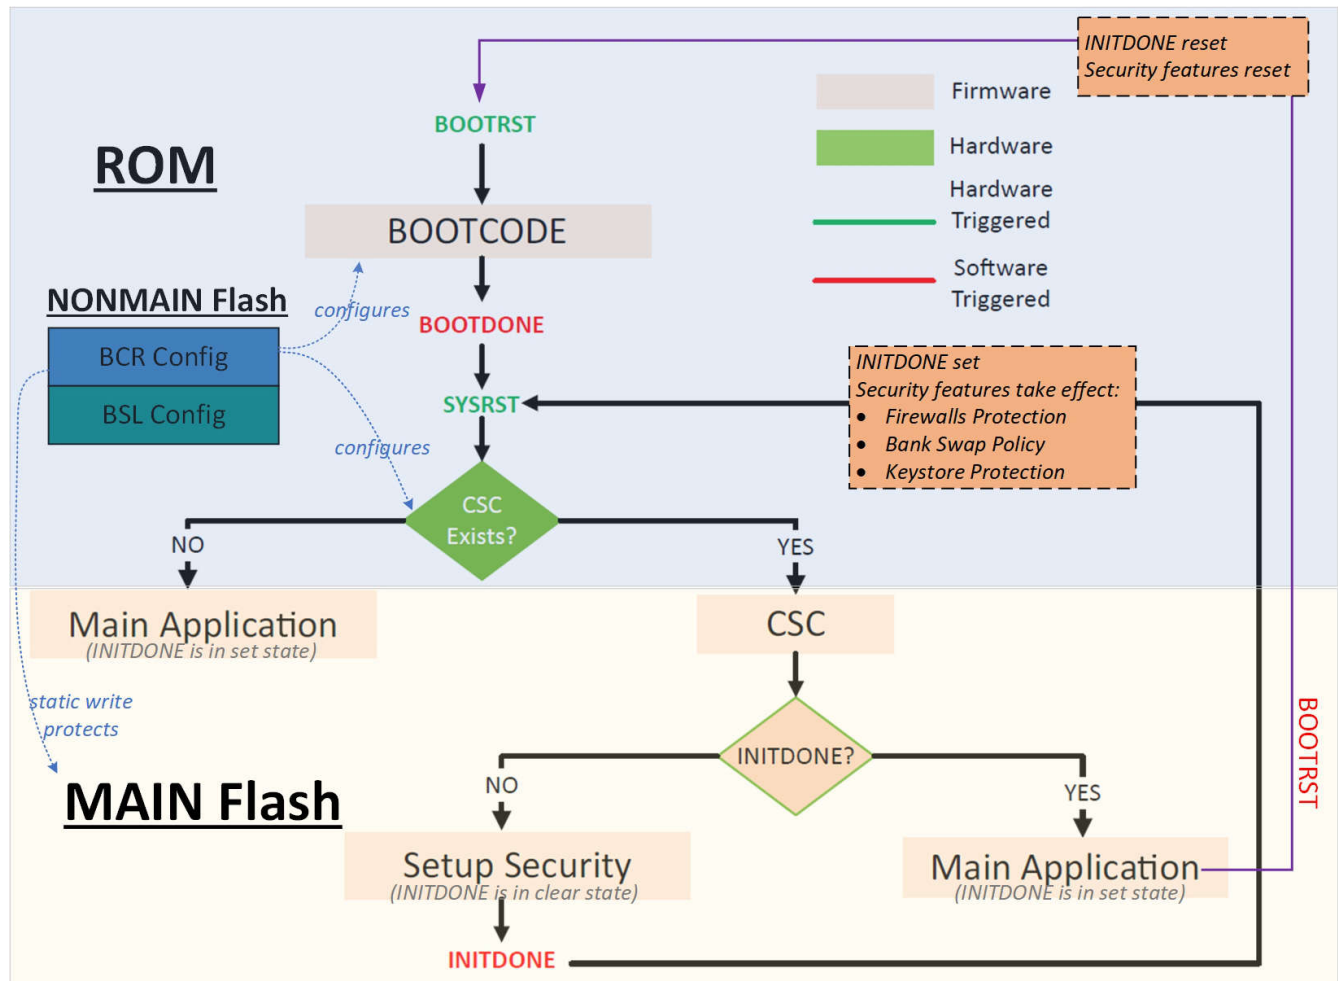 INITDONE reset
Security features reset
Firmware
BOOTRST
Hardware
ROM
Hardware
Triggered
BOOTCODE
Software
Triggered
NONMAIN Flash
configures
BOOTDONE
BCR Config
INITDONE set
Security features take effect:
• Firewalls Protection
• Bank Swap Policy
• Keystore Protection
SYSRST
BSL Config
configures
CSC
Exists?
NO
YES
Main Application
(INITDONE is in set state)
CSC
static write
protects
BOOTRST
INITDONE?
NO
YES
MAIN Flash
Setup Security
(INITDONE is in clear state)
Main Application
(INITDONE is in set state)
INITDONE